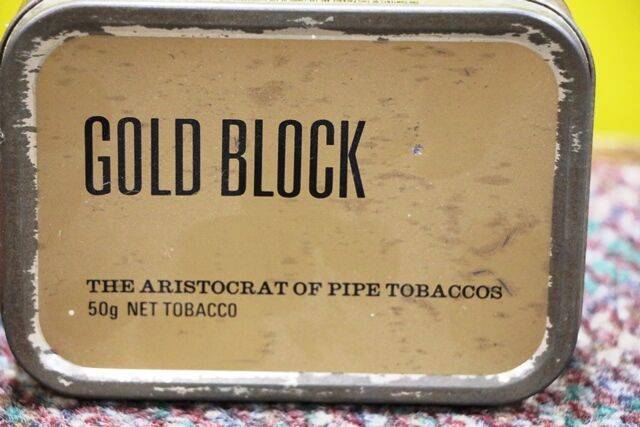 GOLD BLOCK
THE ARISTOCRAT OF PIPE TOBACCOS
50g NET TOBACCO